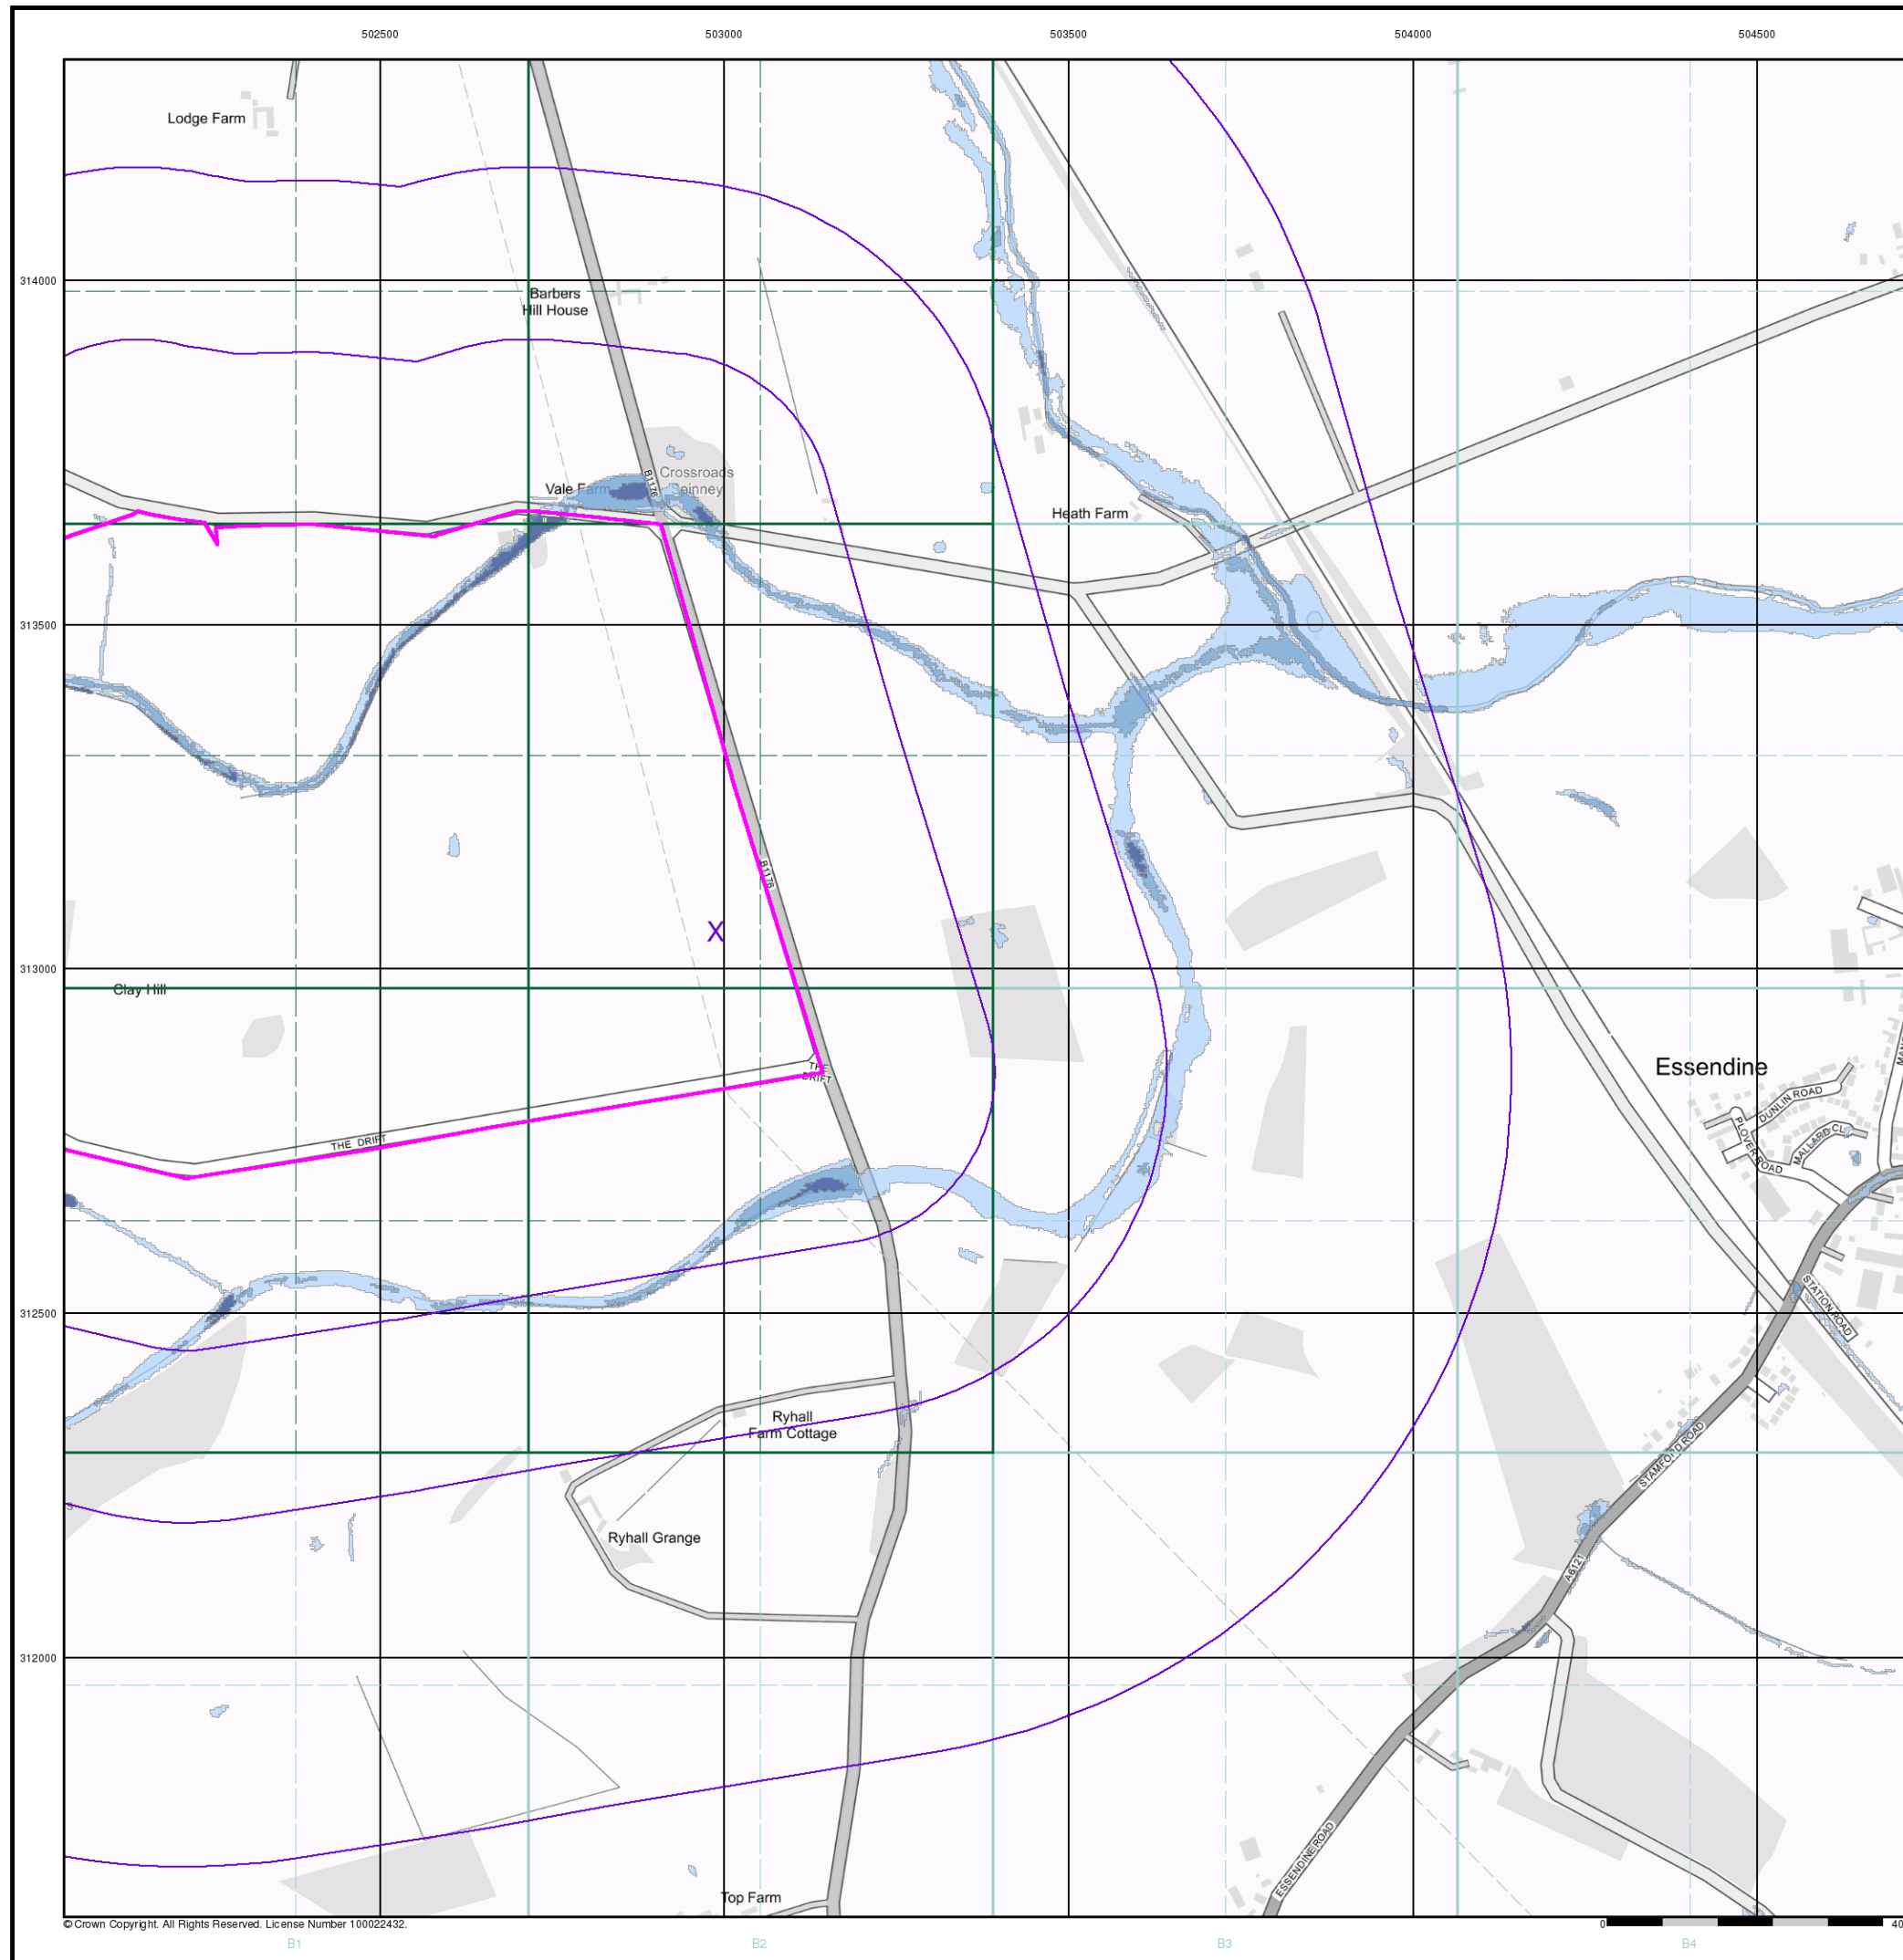 502500 503000 503500 504000 504500
Lodge Farm
314000
Barbers
Hill House
B1176
Crossroads
Spinney
Vale Farm
Heath Farm
313500
B1176
X
313000
Clay Hill
Essendine
THE
DRIFT
DUNLIN ROAD
PLOVER ROAD
MALLARD CL
THE DRIFT
STATION ROAD
312500
Ryhall
Farm Cottage
STAMFORD ROAD
Ryhall Grange
A6121
312000
ESSENDINE ROAD
Top Farm
© Crown Copyright. All Rights Reserved. License Number 100022432.
0
B1 B2 B3 B4